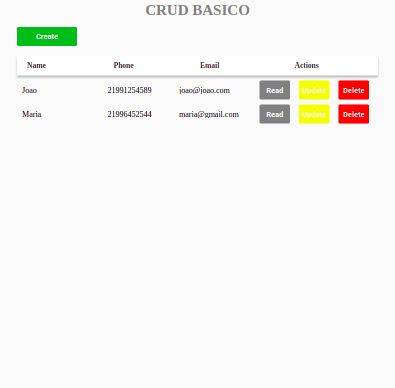 CRUD BASICO
Create
Name Phone Email Actions
Joao 21991254589 joao@joao.com Read Update Delete
Maria 21996452544 maria@gmail.com Read Update Delete